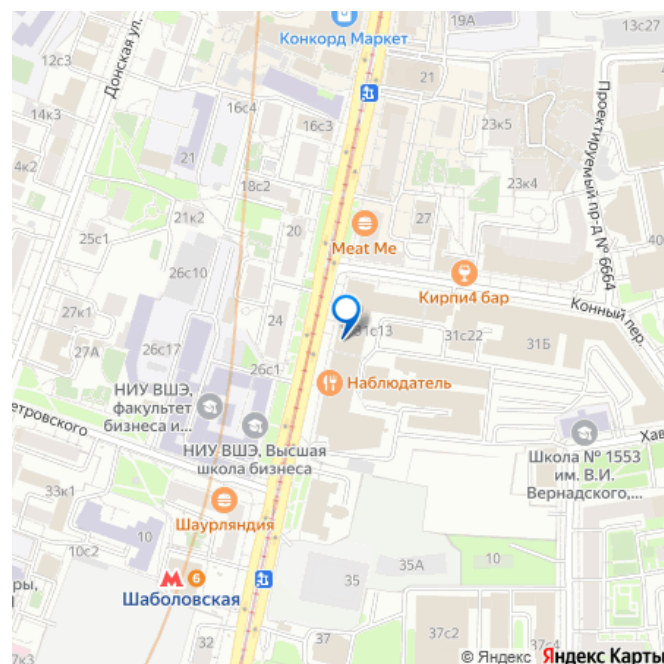 13с27
19А
Конкорд Маркет
12с3
Донская ул.
21
16с4
14к3
16с3
23к5
Проектируемый пр-д № 6664
14к2
21
18с2
23к4
21к2
27
20
25с1
Meat Me
40
26с10
Кирпи4 бар
Конный пер.
27к1
24
31с13
31с22
31Б
27А
26с17
26с1
Наблюдатель
НИУ ВШЭ,
факультет
бизнеса и...
етровского
НИУ ВШЭ, Высшая
школа бизнеса
Хав
Школа № 1553
им. В.И.
Вернадского,...
33к1
Шаурляндия
10с2
10
35А
10
6
35
ры,
Шаболовская
32
37
37с2
37с4
7к3
© Яндекс Яндекс Карты